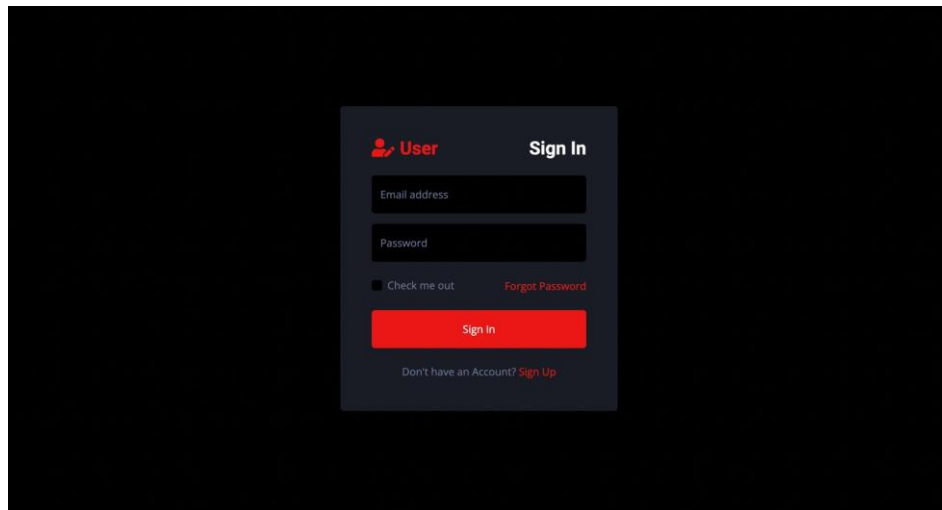 User Sign In
Email address
Password
Check me out Forgot Password
Sign In
Don't have an Account? Sign Up